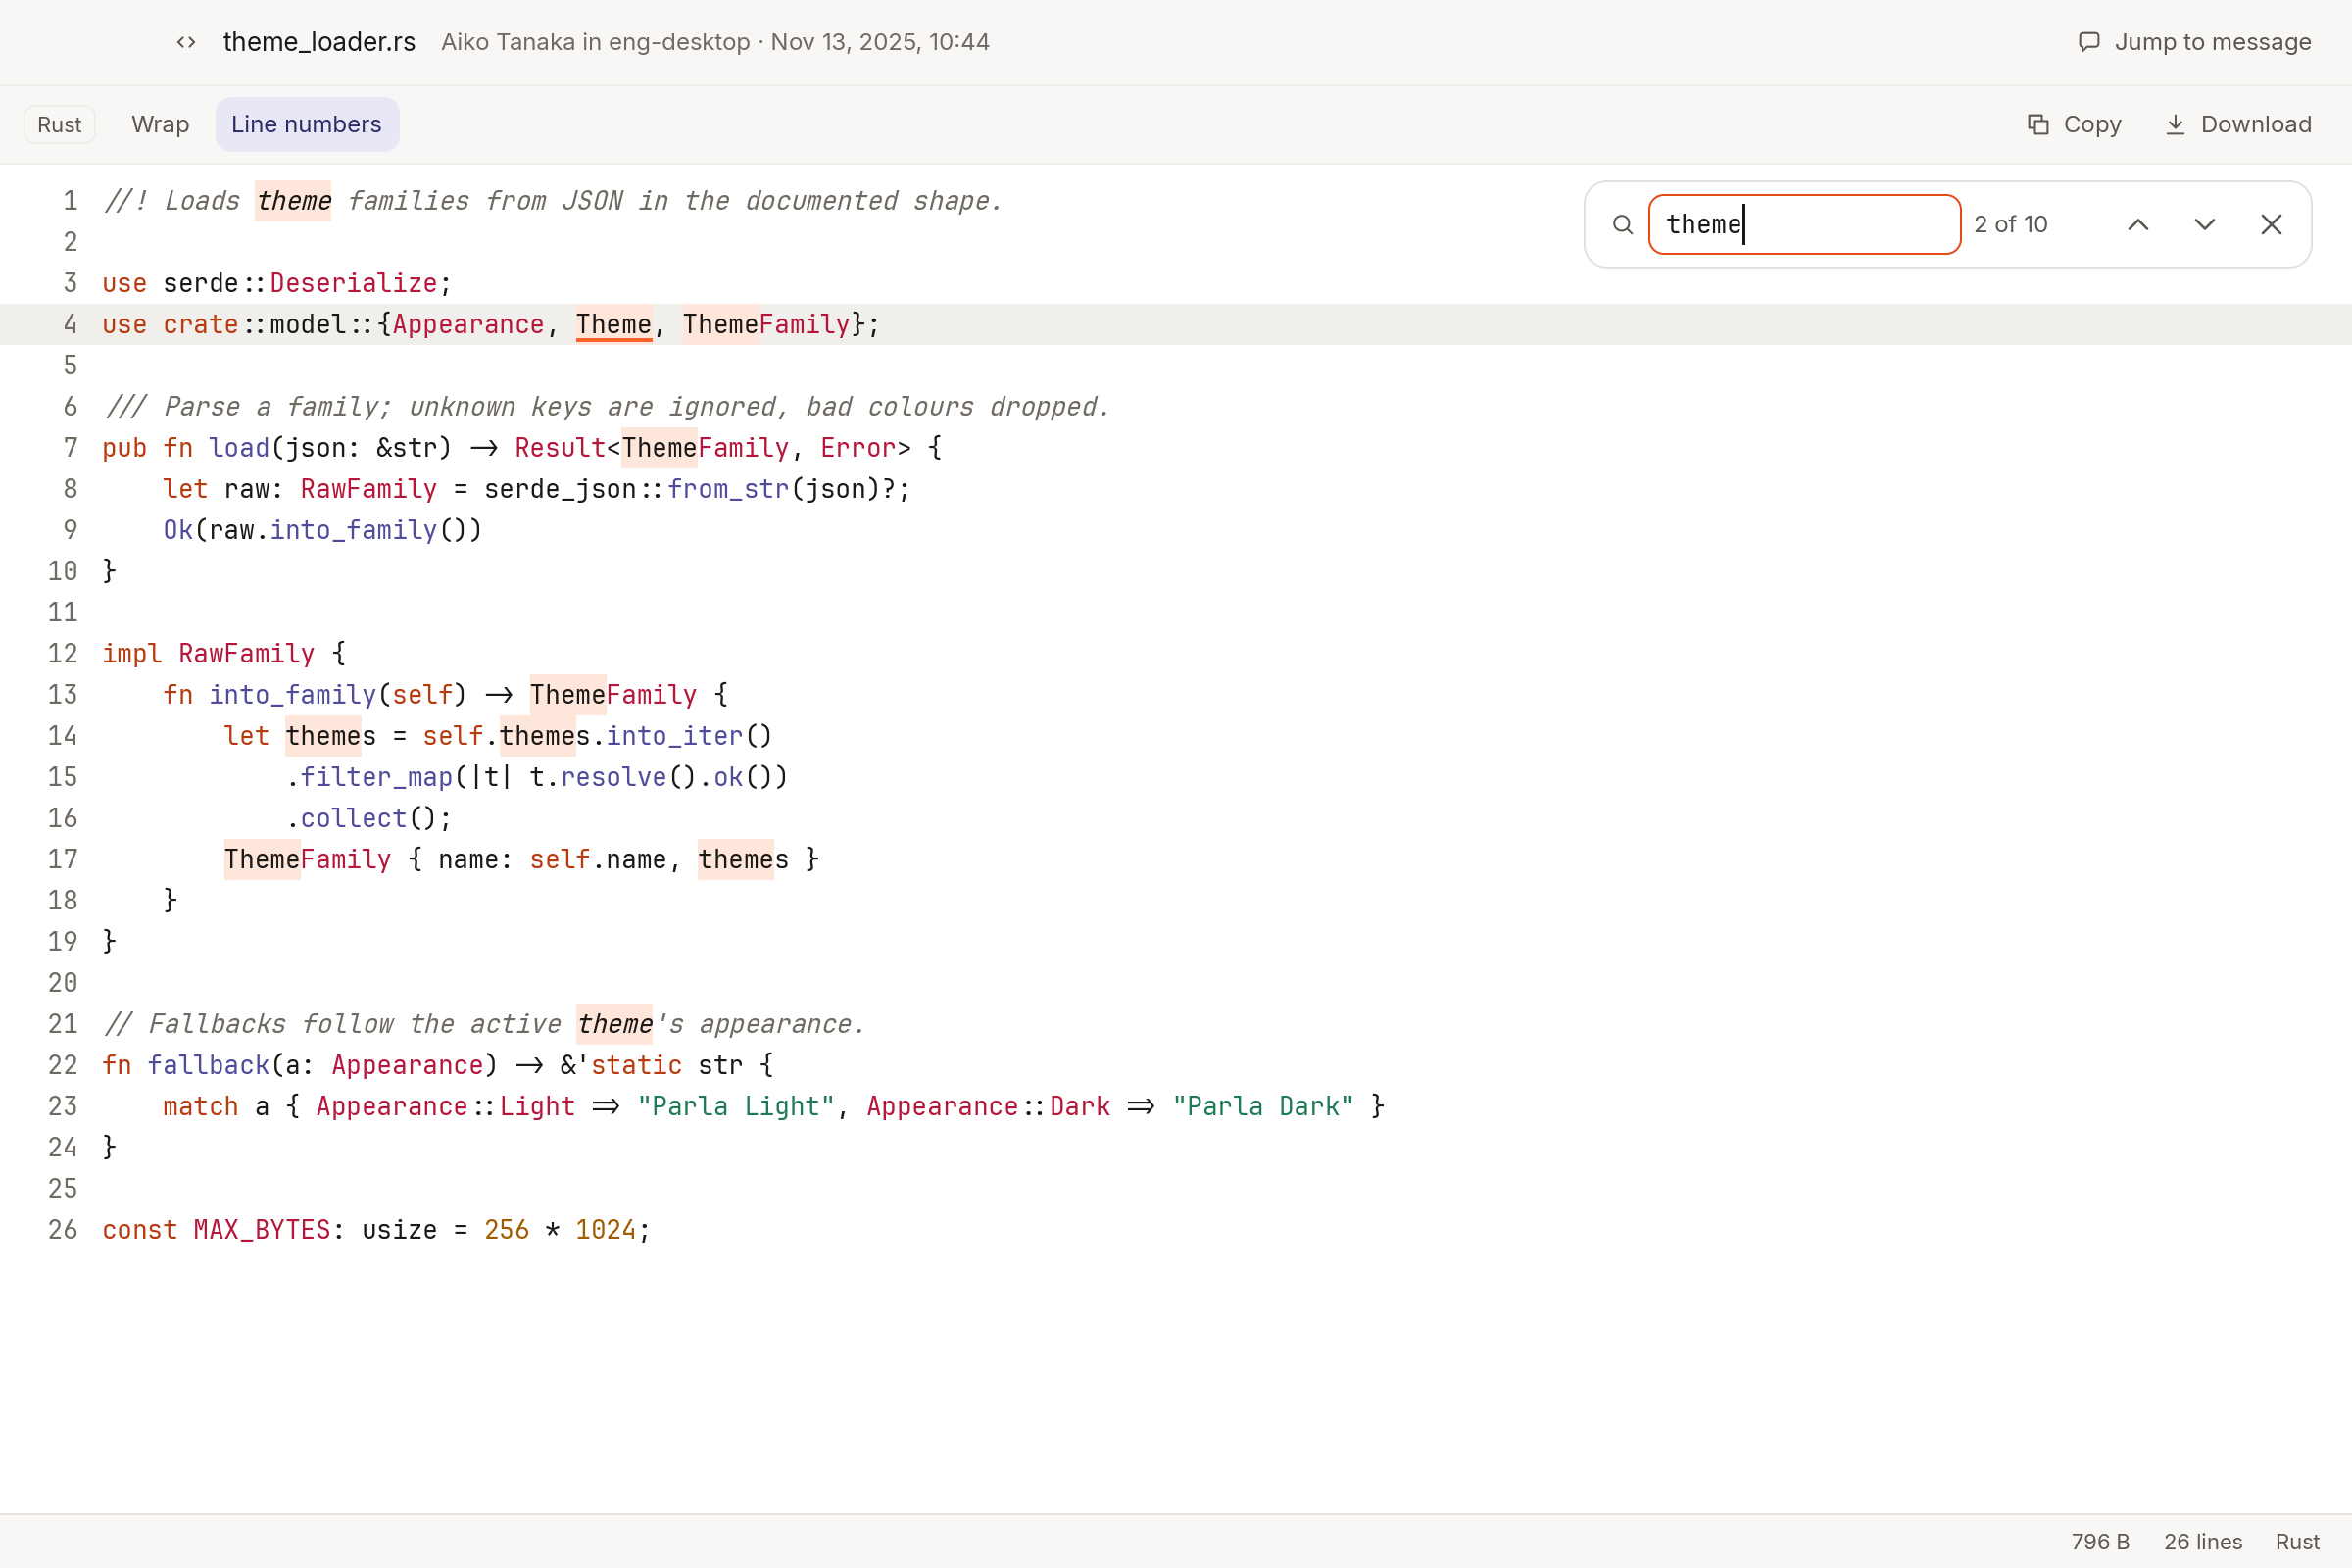 theme_loader.rs Aiko Tanaka in eng-desktop · Nov 13, 2025, 10:44 Jump to message
Rust Wrap Line numbers Copy Download
theme 2 of 10
1 //! Loads theme families from JSON in the documented shape.
2
3 use serde::Deserialize;
4 use crate::model::{Appearance, Theme, ThemeFamily};
5
6 /// Parse a family; unknown keys are ignored, bad colours dropped.
7 pub fn load(json: &str) -> Result<ThemeFamily, Error> {
8     let raw: RawFamily = serde_json::from_str(json)?;
9     Ok(raw.into_family())
10 }
11
12 impl RawFamily {
13     fn into_family(self) -> ThemeFamily {
14         let themes = self.themes.into_iter()
15             .filter_map(|t| t.resolve().ok())
16             .collect();
17         ThemeFamily { name: self.name, themes }
18     }
19 }
20
21 // Fallbacks follow the active theme's appearance.
22 fn fallback(a: Appearance) -> &'static str {
23     match a { Appearance::Light => "Parla Light", Appearance::Dark => "Parla Dark" }
24 }
25
26 const MAX_BYTES: usize = 256 * 1024;
796 B 26 lines Rust